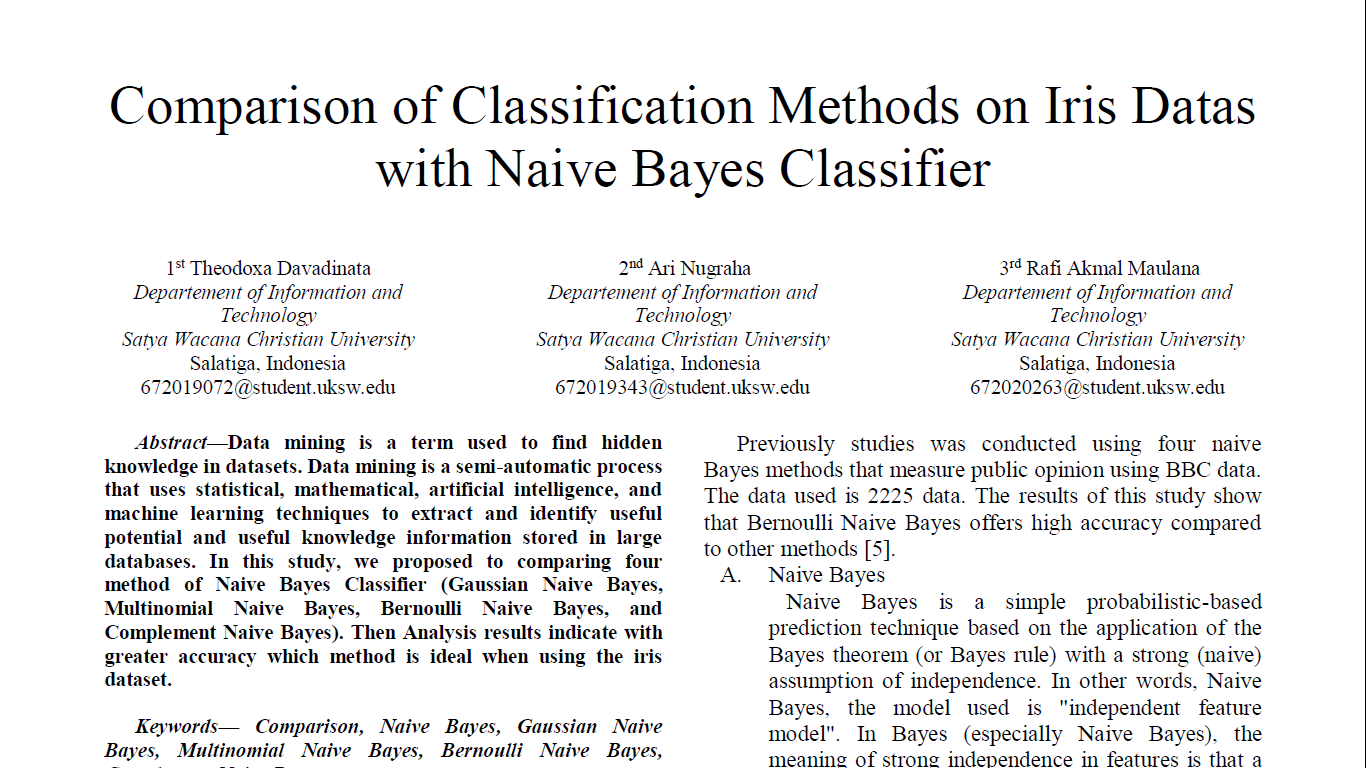 Comparison of Classification Methods on Iris Datas
with Naive Bayes Classifier
1st Theodoxa Davadinata
Departement of Information and
Technology
Satya Wacana Christian University
Salatiga, Indonesia
672019072@student.uksw.edu
2nd Ari Nugraha
Departement of Information and
Technology
Satya Wacana Christian University
Salatiga, Indonesia
672019343@student.uksw.edu
3rd Rafi Akmal Maulana
Departement of Information and
Technology
Satya Wacana Christian University
Salatiga, Indonesia
672020263@student.uksw.edu
Abstract—Data mining is a term used to find hidden
knowledge in datasets. Data mining is a semi-automatic process
that uses statistical, mathematical, artificial intelligence, and
machine learning techniques to extract and identify useful
potential and useful knowledge information stored in large
databases. In this study, we proposed to comparing four
method of Naive Bayes Classifier (Gaussian Naive Bayes,
Multinomial Naive Bayes, Bernoulli Naive Bayes, and
Complement Naive Bayes). Then Analysis results indicate with
greater accuracy which method is ideal when using the iris
dataset.
Keywords— Comparison, Naive Bayes, Gaussian Naive
Bayes, Multinomial Naive Bayes, Bernoulli Naive Bayes,
Previously studies was conducted using four naive
Bayes methods that measure public opinion using BBC data.
The data used is 2225 data. The results of this study show
that Bernoulli Naive Bayes offers high accuracy compared
to other methods [5].
A. Naive Bayes
Naive Bayes is a simple probabilistic-based
prediction technique based on the application of the
Bayes theorem (or Bayes rule) with a strong (naive)
assumption of independence. In other words, Naive
Bayes, the model used is "independent feature
model". In Bayes (especially Naive Bayes), the
meaning of strong independence in features is that a